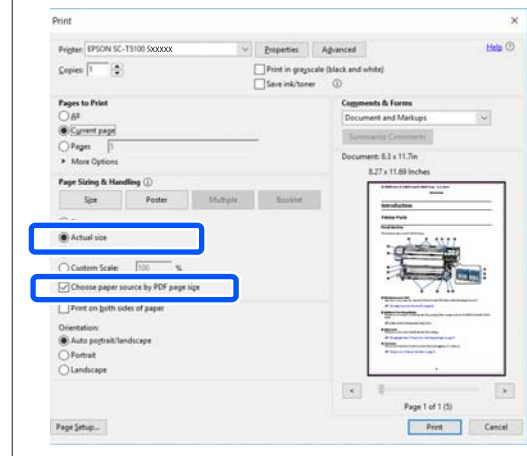 Print
Printer: EPSON SC-T5100 Sxxxxx Properties Advanced Help
Copies: 1 Print in grayscale (black and white)
Save ink/toner
Pages to Print
All
Current page
Pages 5
More Options
Comments & Forms
Document and Markups
Summarize Comments
Document: 8.3 x 11.7in
8.27 x 11.69 Inches
Page Sizing & Handling
Size Poster Multiple Booklet
Actual size
Custom Scale: 100 %
Choose paper source by PDF page size
Print on both sides of paper
Orientation:
Auto portrait/landscape
Portrait
Landscape
Introduction
Printer Parts
< >
Page 1 of 1 (5)
Page Setup... Print Cancel